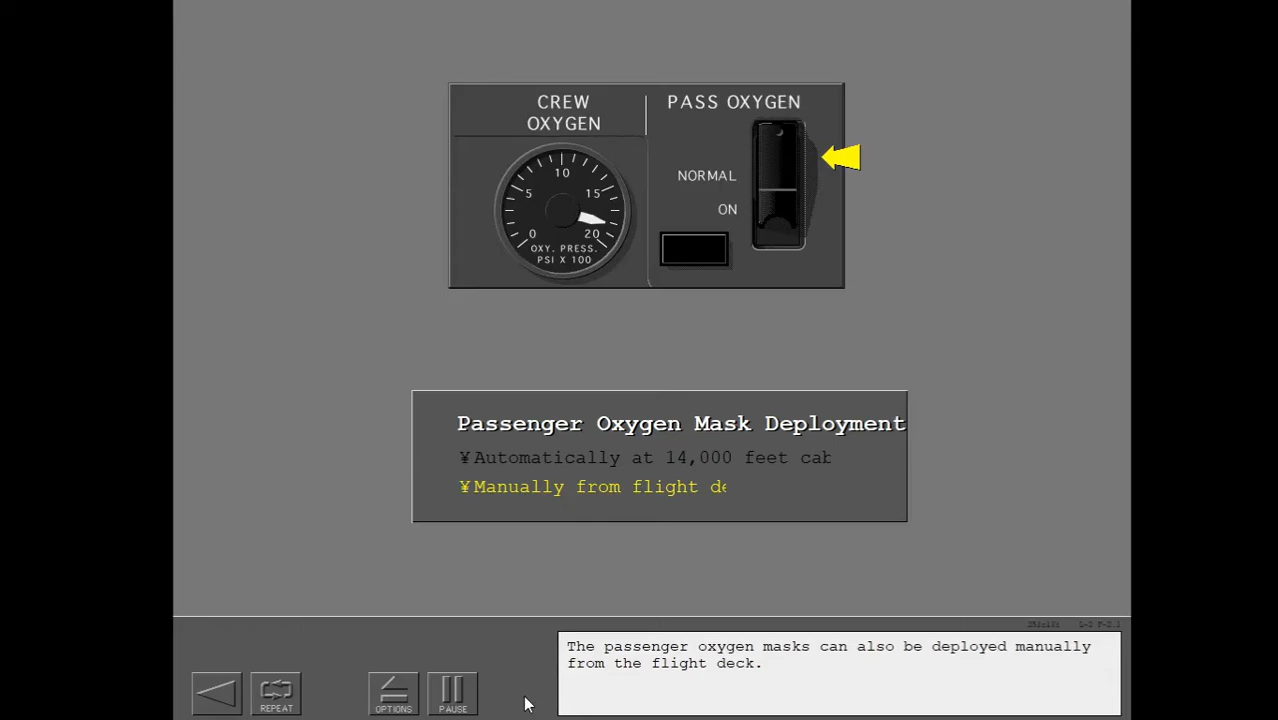 CREW
OXYGEN
PASS OXYGEN
NORMAL
ON
5
10
15
0
20
OXY. PRESS.
PSI X 100
Passenger Oxygen Mask Deployment
¥Automatically at 14,000 feet cab
¥Manually from flight de
The passenger oxygen masks can also be deployed manually
from the flight deck.
REPEAT
OPTIONS
PAUSE